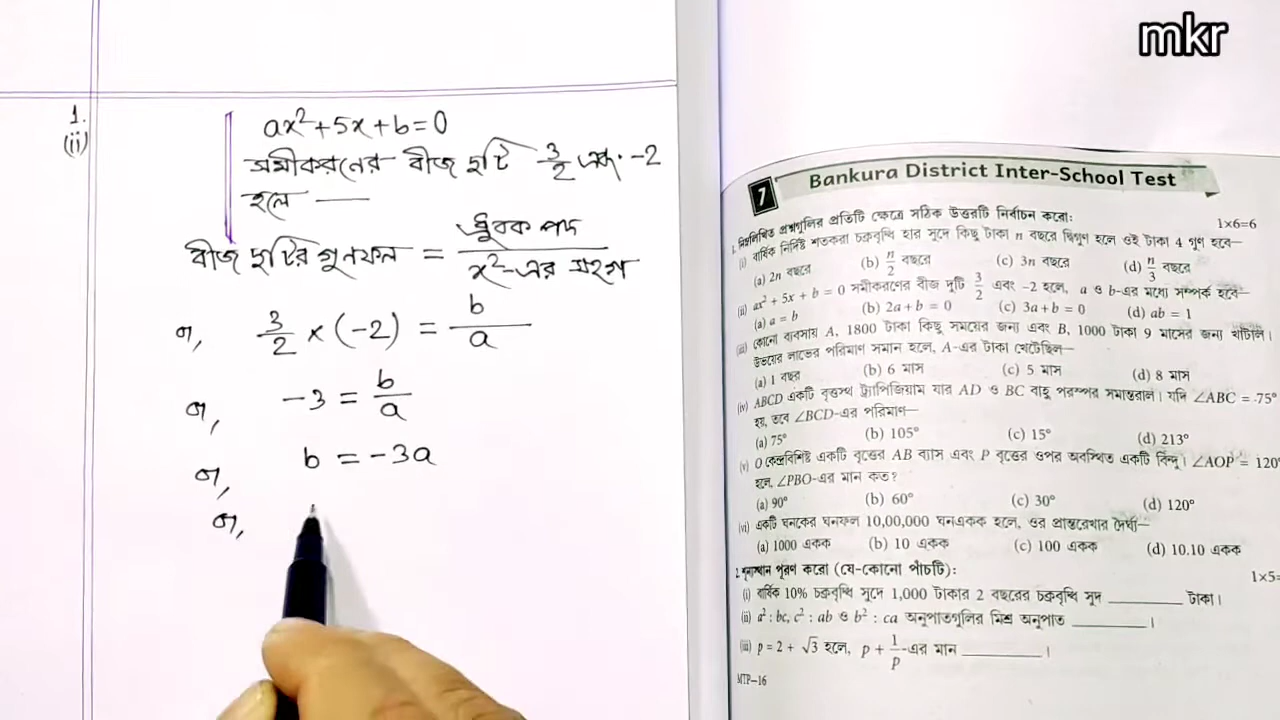 mkr
1.
(ii)
ax²+5x+b=0
সমীকরনের বীজ দুটি 3/2 এবং -2
হলে —
বীজ দুটির গুনফল = ধ্রুবক পদ / x²-এর সহগ
বা, 3/2 × (-2) = b/a
বা, -3 = b/a
বা, b = -3a
বা,
7 Bankura District Inter-School Test
1. নিম্নলিখিত প্রশ্নগুলির প্রতিটি ক্ষেত্রে সঠিক উত্তরটি নির্বাচন করো: 1×6=6
(i) বার্ষিক নির্দিষ্ট শতকরা চক্রবৃদ্ধি হার সুদে কিছু টাকা n বছরে দ্বিগুণ হলে ওই টাকা 4 গুণ হবে—
(a) 2n বছরে (b) n/2 বছরে (c) 3n বছরে (d) n/3 বছরে
(ii) ax² + 5x + b = 0 সমীকরণের বীজ দুটি 3/2 এবং -2 হলে, a ও b-এর মধ্যে সম্পর্ক হবে—
(a) a = b (b) 2a + b = 0 (c) 3a + b = 0 (d) ab = 1
(iii) কোনো ব্যবসায় A, 1800 টাকা কিছু সময়ের জন্য এবং B, 1000 টাকা 9 মাসের জন্য খাটাল।
উভয়ের লাভের পরিমাণ সমান হলে, A-এর টাকা খেটেছিল—
(a) 1 বছর (b) 6 মাস (c) 5 মাস (d) 8 মাস
(iv) ABCD একটি বৃত্তস্থ ট্রাপিজিয়াম যার AD ও BC বাহু পরস্পর সমান্তরাল। যদি ∠ABC = 75°
হয়, তবে ∠BCD-এর পরিমাণ—
(a) 75° (b) 105° (c) 15° (d) 213°
(v) O কেন্দ্রবিশিষ্ট একটি বৃত্তের AB ব্যাস এবং P বৃত্তের ওপর অবস্থিত একটি বিন্দু। ∠AOP = 120°
হলে, ∠PBO-এর মান কত?
(a) 90° (b) 60° (c) 30° (d) 120°
(vi) একটি ঘনকের ঘনফল 10,00,000 ঘনএকক হলে, ওর প্রান্তরেখার দৈর্ঘ্য—
(a) 1000 একক (b) 10 একক (c) 100 একক (d) 10.10 একক
2. শূন্যস্থান পূরণ করো (যে-কোনো পাঁচটি): 1×5=
(i) বার্ষিক 10% চক্রবৃদ্ধি সুদে 1,000 টাকার 2 বছরের চক্রবৃদ্ধি সুদ ________ টাকা।
(ii) a² : bc, c² : ab ও b² : ca অনুপাতগুলির মিশ্র অনুপাত ________।
(iii) p = 2 + √3 হলে, p + 1/p-এর মান ________।
MTP–16